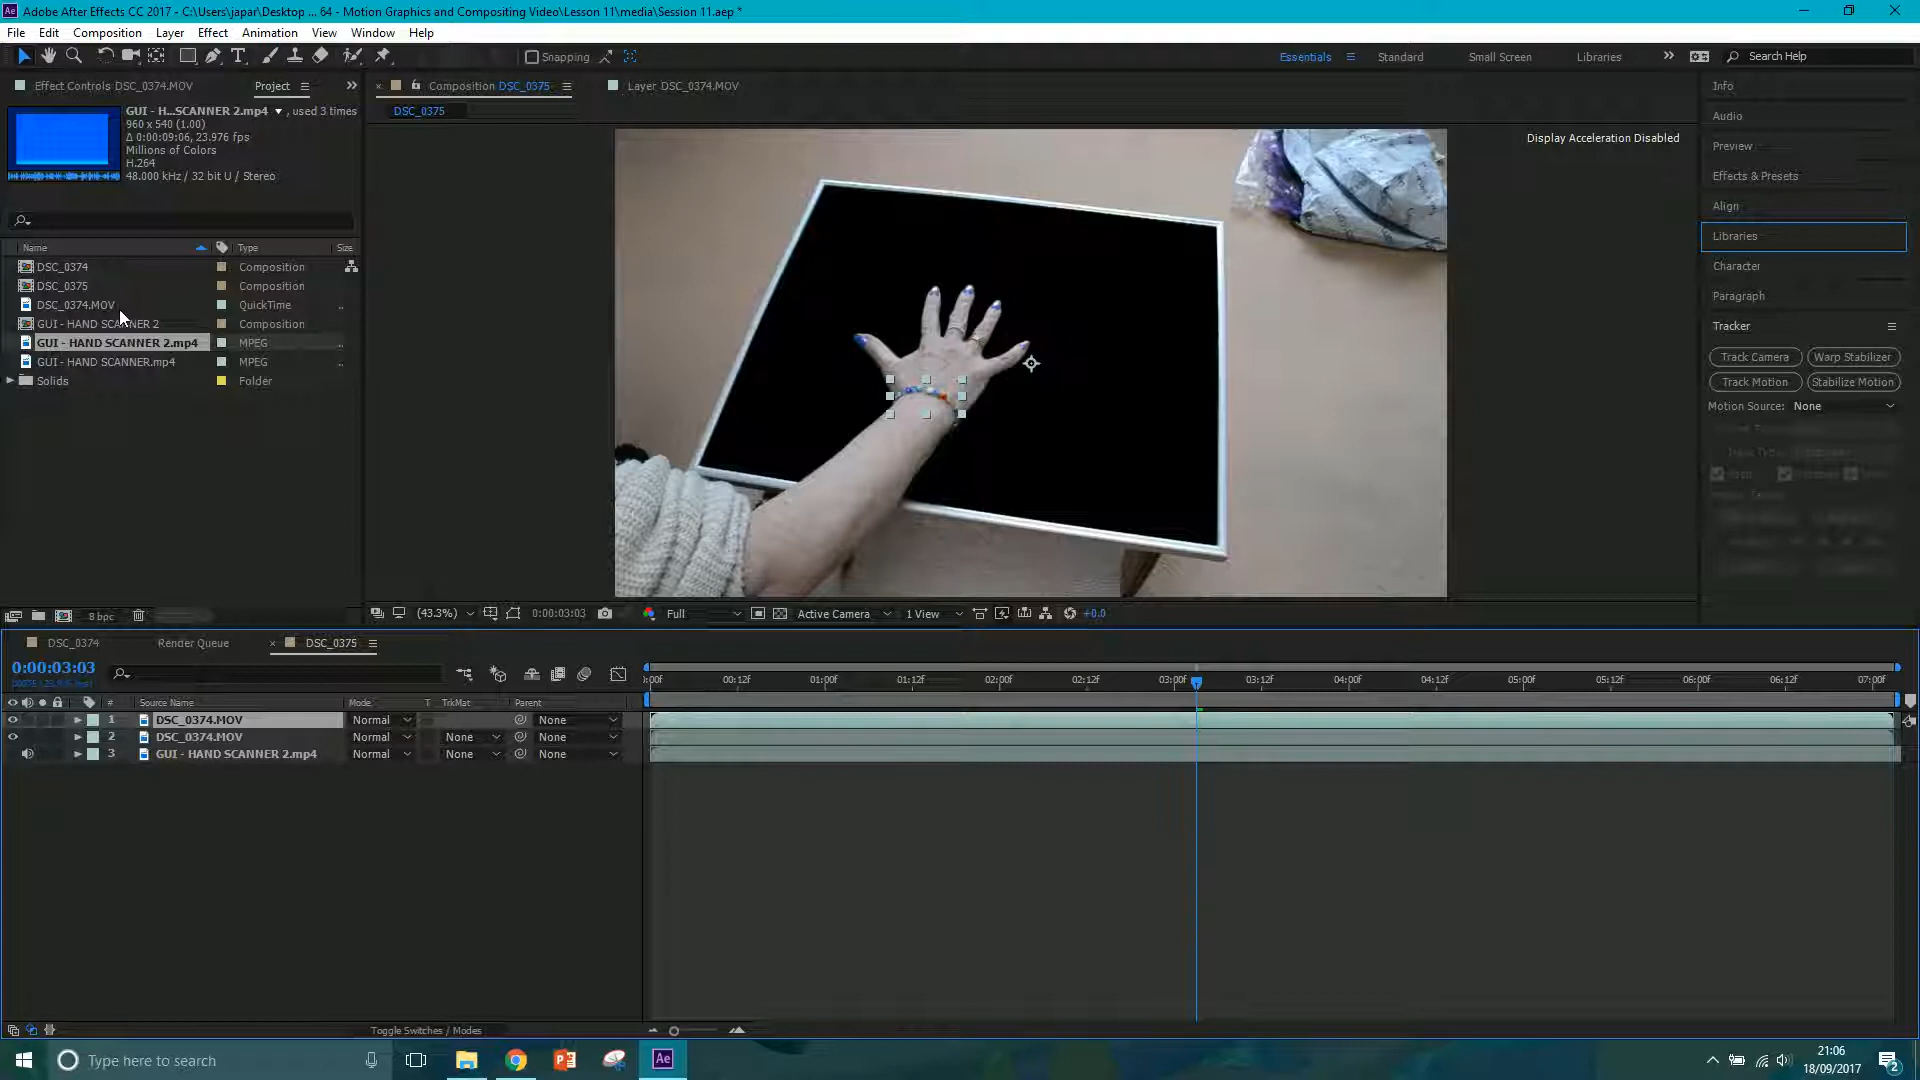 Adobe After Effects CC 2017 - C:\Users\japar\Desktop ... 64 - Motion Graphics and Compositing Video\Lesson 11\media\Session 11.aep *
File Edit Composition Layer Effect Animation View Window Help
Snapping Essentials Standard Small Screen Libraries Search Help
Effect Controls DSC_0374.MOV Project Composition DSC_0375 Layer DSC_0374.MOV Info
GUI - H...SCANNER 2.mp4 , used 3 times DSC_0375
960 x 540 (1.00)
Δ 0:00:09:06, 23.976 fps
Millions of Colors
H.264
48.000 kHz / 32 bit U / Stereo
Display Acceleration Disabled
Audio
Preview
Effects & Presets
Align
Libraries
Character
Paragraph
Tracker
Track Camera Warp Stabilizer
Track Motion Stabilize Motion
Motion Source: None
Name Type Size
DSC_0374 Composition
DSC_0375 Composition
DSC_0374.MOV QuickTime ..
GUI - HAND SCANNER 2 Composition
GUI - HAND SCANNER 2.mp4 MPEG ..
GUI - HAND SCANNER.mp4 MPEG ..
Solids Folder
8 bpc (43.3%) 0:00:03:03 Full Active Camera 1 View +0.0
DSC_0374 Render Queue DSC_0375
0:00:03:03
:00f 00:12f 01:00f 01:12f 02:00f 02:12f 03:00f 03:12f 04:00f 04:12f 05:00f 05:12f 06:00f 06:12f 07:00f
# Source Name Mode T TrkMat Parent
1 DSC_0374.MOV Normal None
2 DSC_0374.MOV Normal None None
3 GUI - HAND SCANNER 2.mp4 Normal None None
Toggle Switches / Modes
Type here to search Ae 21:06
18/09/2017 2